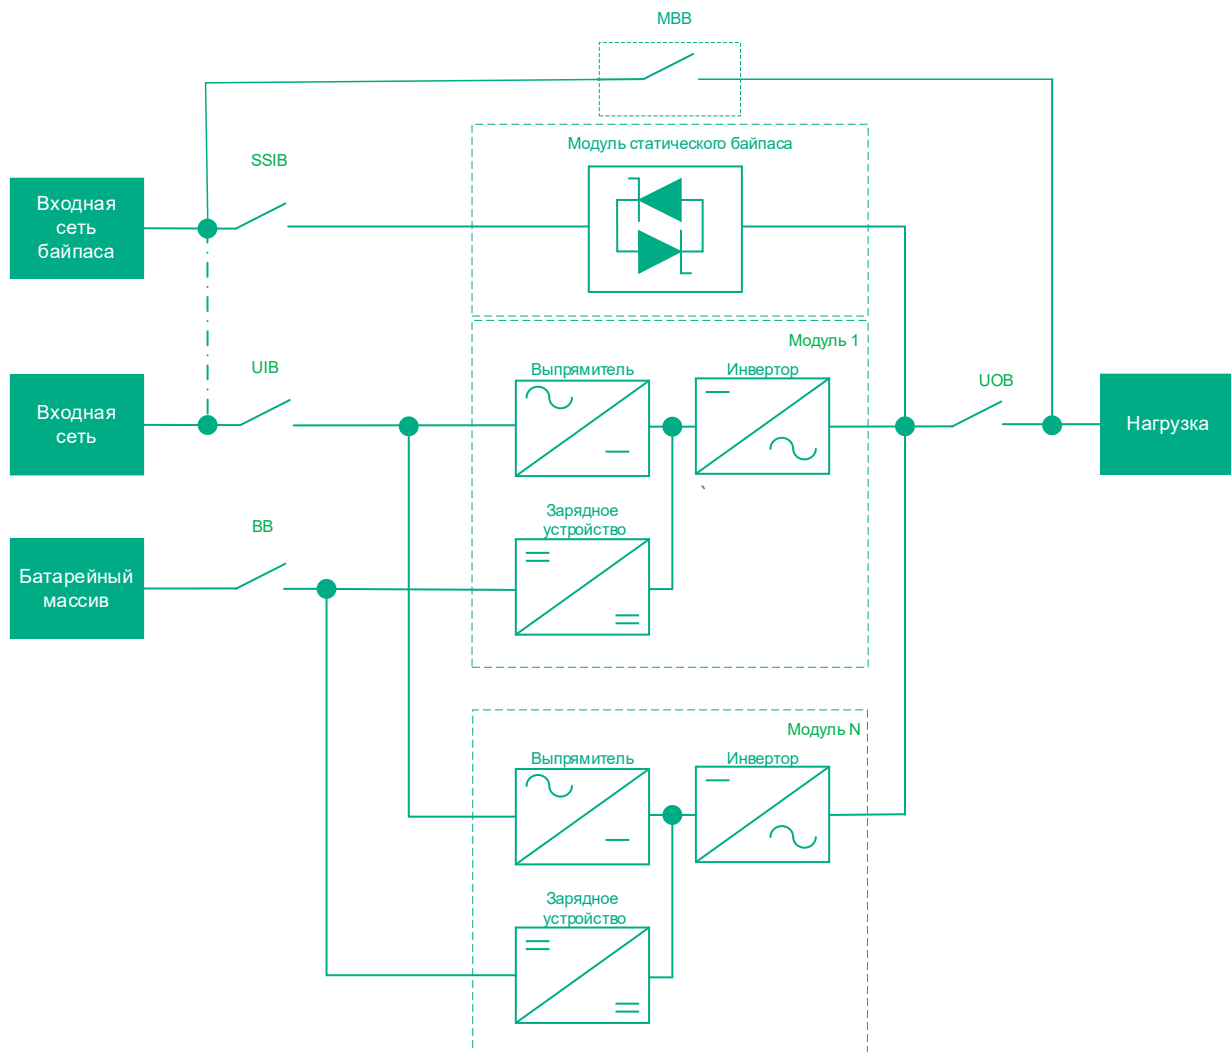 MBB
Модуль статического байпаса
SSIB
Входная
сеть
байпаса
Модуль 1
UIB
Выпрямитель
Инвертор
UOB
Входная
сеть
Нагрузка
Зарядное
устройство
BB
Батарейный
массив
Модуль N
Выпрямитель
Инвертор
Зарядное
устройство